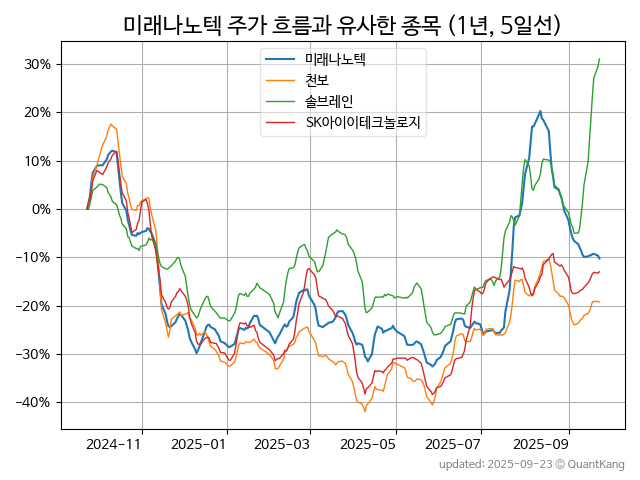 미래나노텍 주가 흐름과 유사한 종목 (1년, 5일선)
미래나노텍
천보
솔브레인
SK아이이테크놀로지
30%
20%
10%
0%
−10%
−20%
−30%
−40%
2024-11
2025-01
2025-03
2025-05
2025-07
2025-09
updated: 2025-09-23 © QuantKang